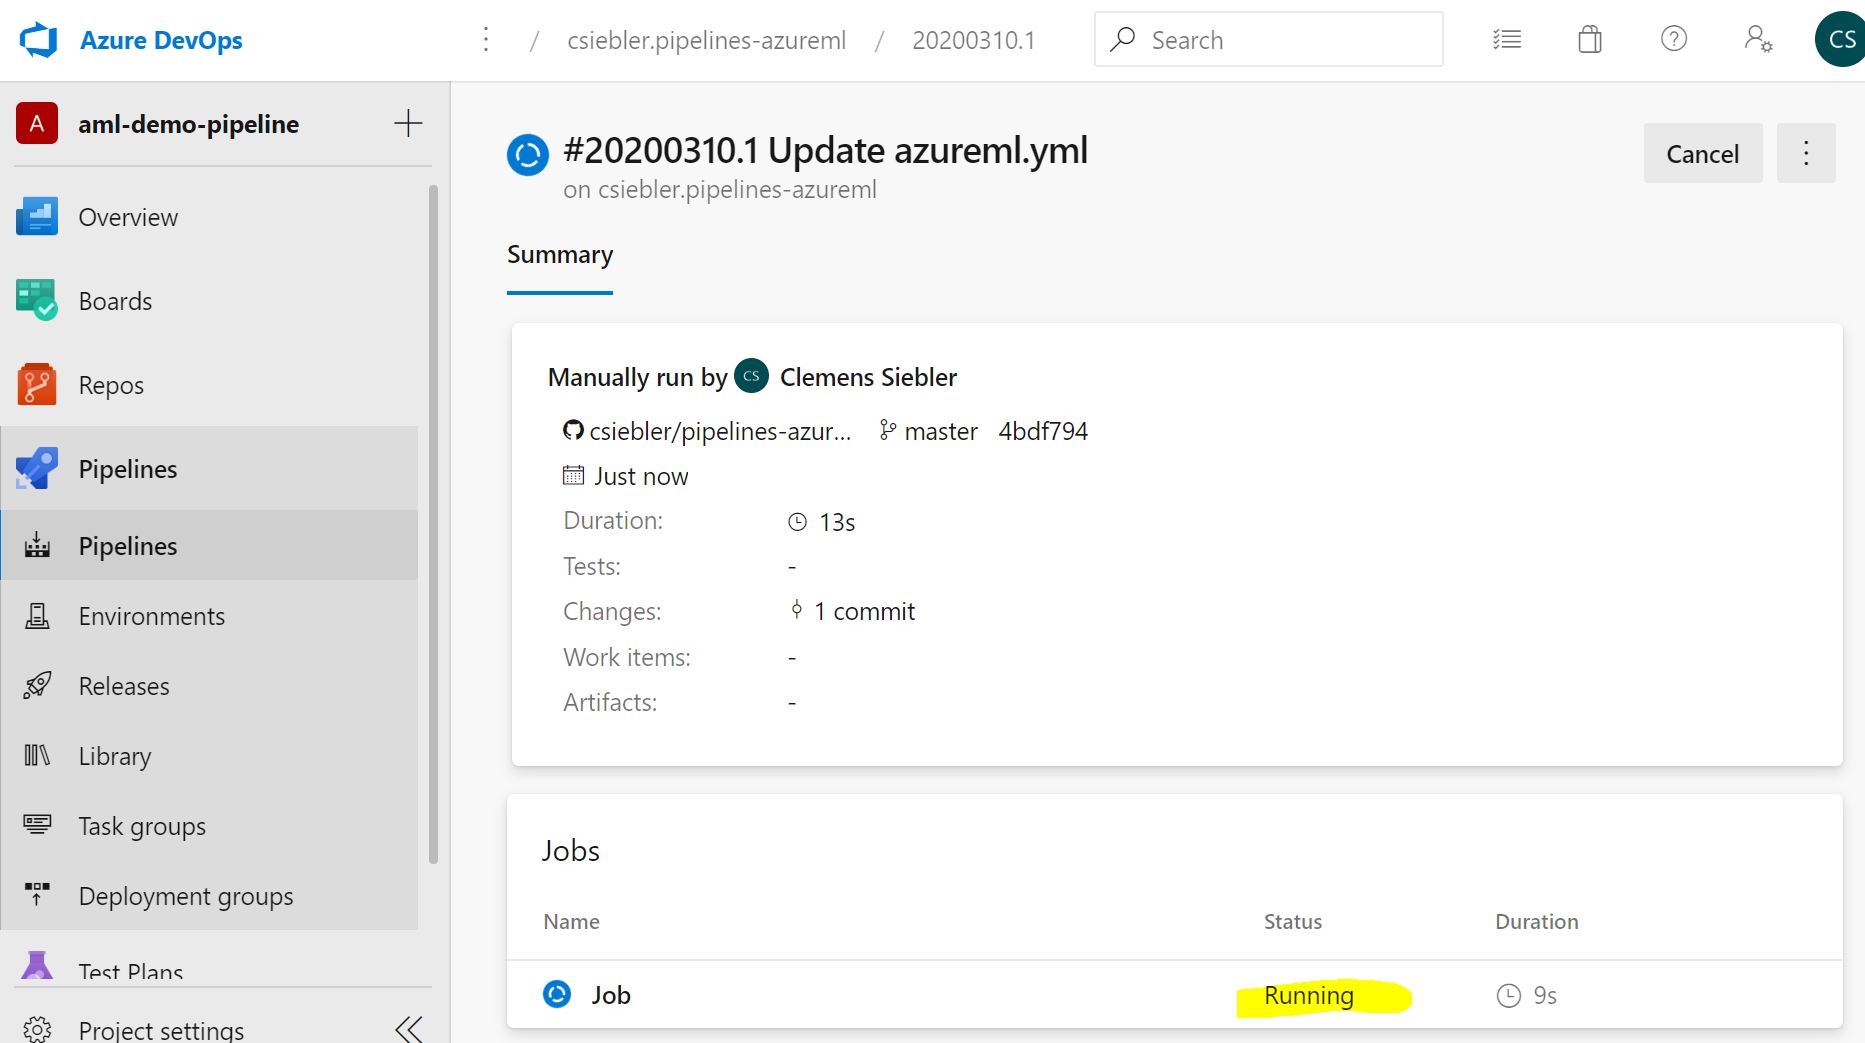 Azure DevOps
/ csiebler.pipelines-azureml / 20200310.1
Search
CS
A
aml-demo-pipeline
Overview
Boards
Repos
Pipelines
Pipelines
Environments
Releases
Library
Task groups
Deployment groups
Test Plans
Project settings
#20200310.1 Update azureml.yml
on csiebler.pipelines-azureml
Cancel
Summary
Manually run by CS Clemens Siebler
csiebler/pipelines-azur... master 4bdf794
Just now
Duration: 13s
Tests: -
Changes: 1 commit
Work items: -
Artifacts: -
Jobs
Name Status Duration
Job Running 9s